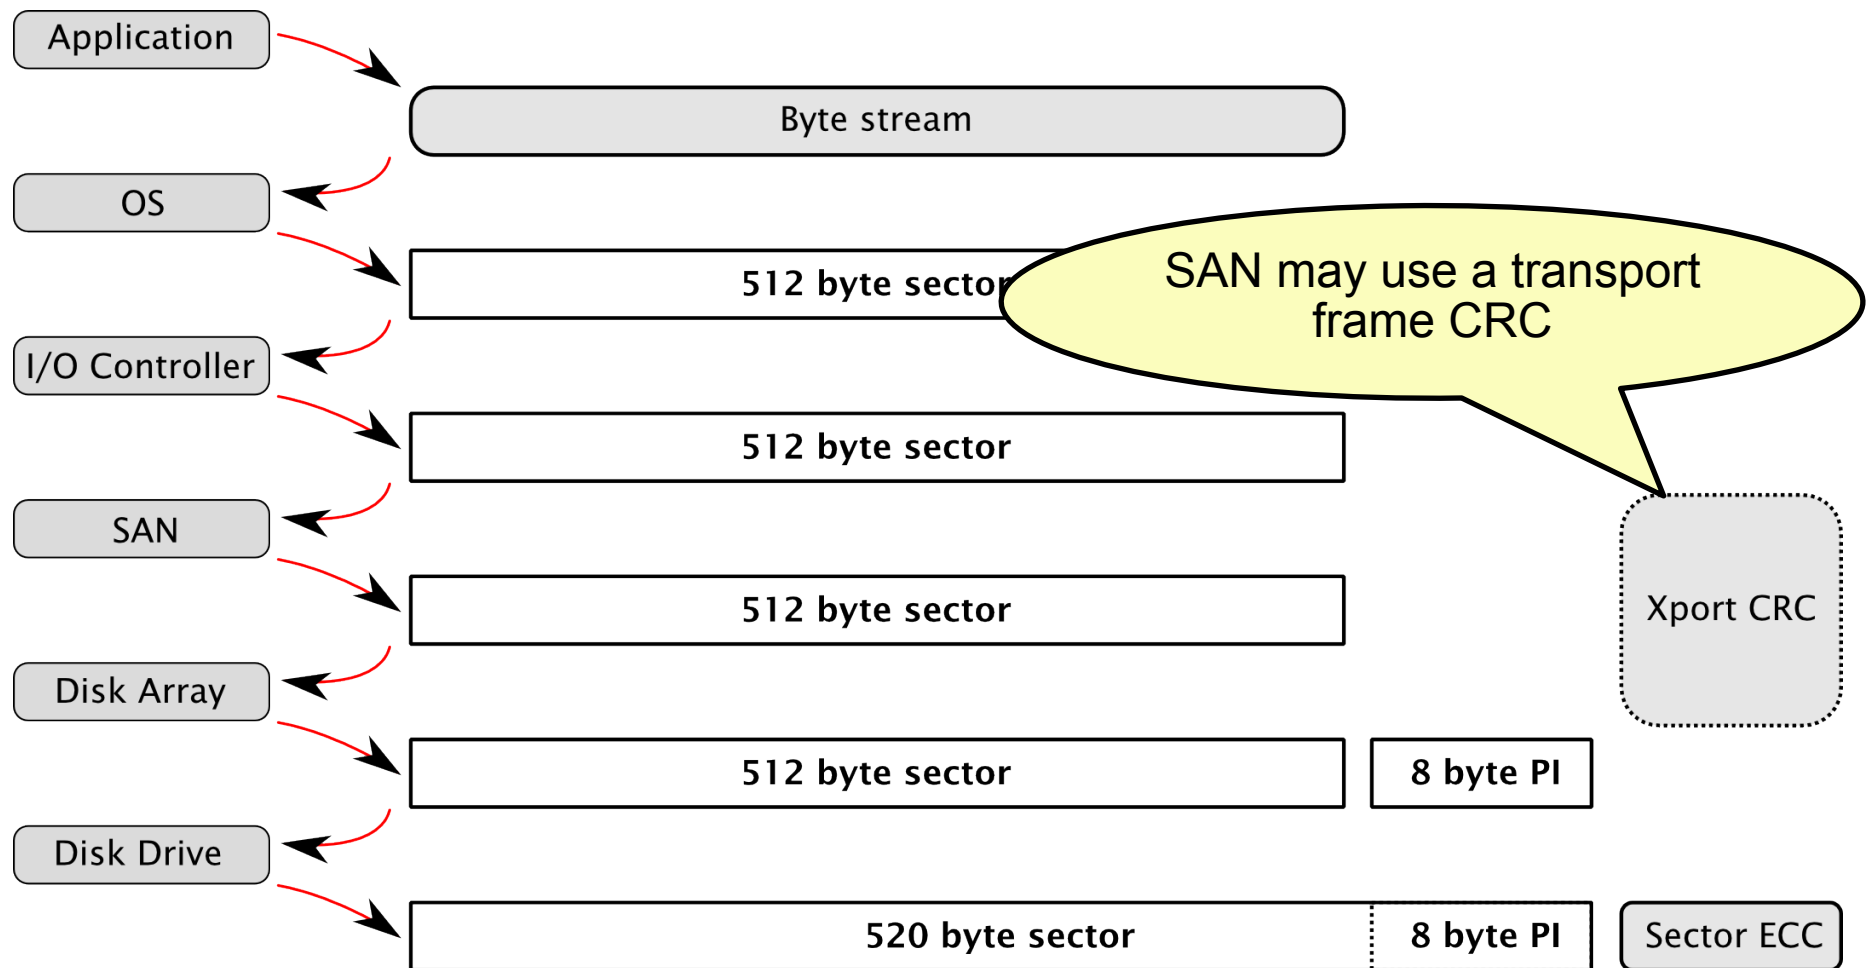 Application
Byte stream
OS
512 byte sector
SAN may use a transport
frame CRC
I/O Controller
512 byte sector
SAN
512 byte sector
Xport CRC
Disk Array
512 byte sector
8 byte PI
Disk Drive
520 byte sector
8 byte PI
Sector ECC